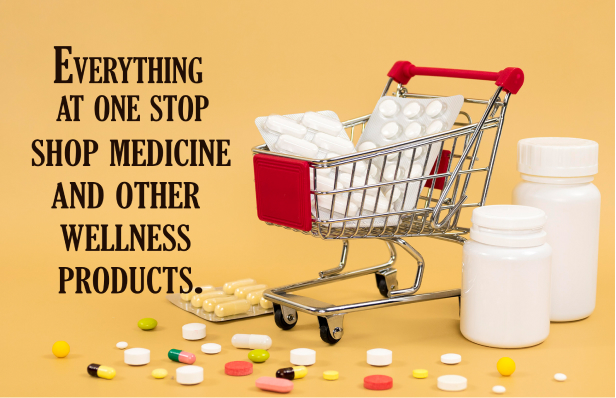 Everything
at one stop
shop medicine
and other
wellness
products.